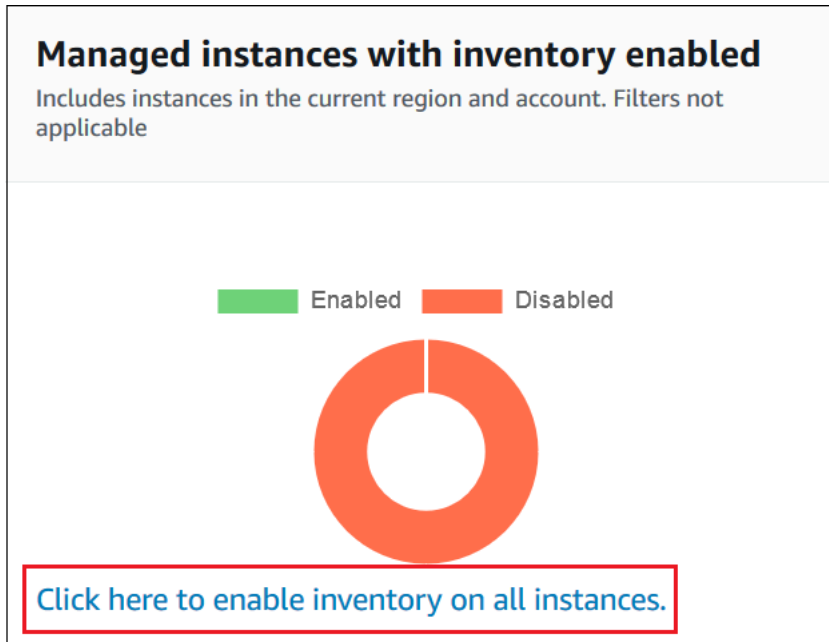 Managed instances with inventory enabled
Includes instances in the current region and account. Filters not
applicable
Enabled Disabled
Click here to enable inventory on all instances.